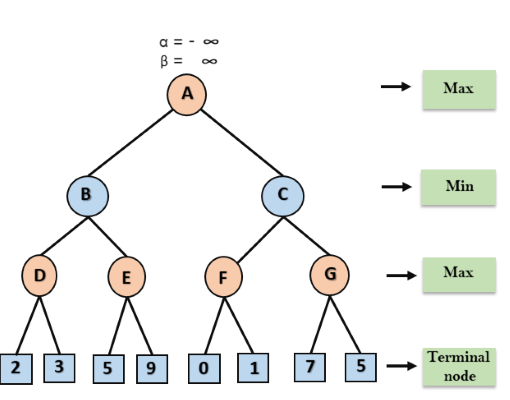 α = - ∞
β = ∞
A
Max
B
C
Min
D
E
F
G
Max
2
3
5
9
0
1
7
5
Terminal
node